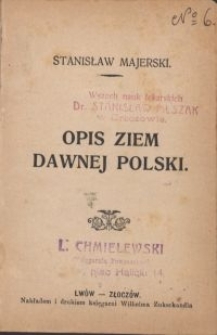 № 6.
STANISŁAW MAJERSKI.
Wszech nauk lekarskich
Dr. STANISŁAW
OPIS ZIEM
DAWNEJ POLSKI.
L. CHMIELEWSKI
LWÓW — ZŁOCZÓW.
Nakładem i drukiem księgarni Wilhelma Zukerkandla